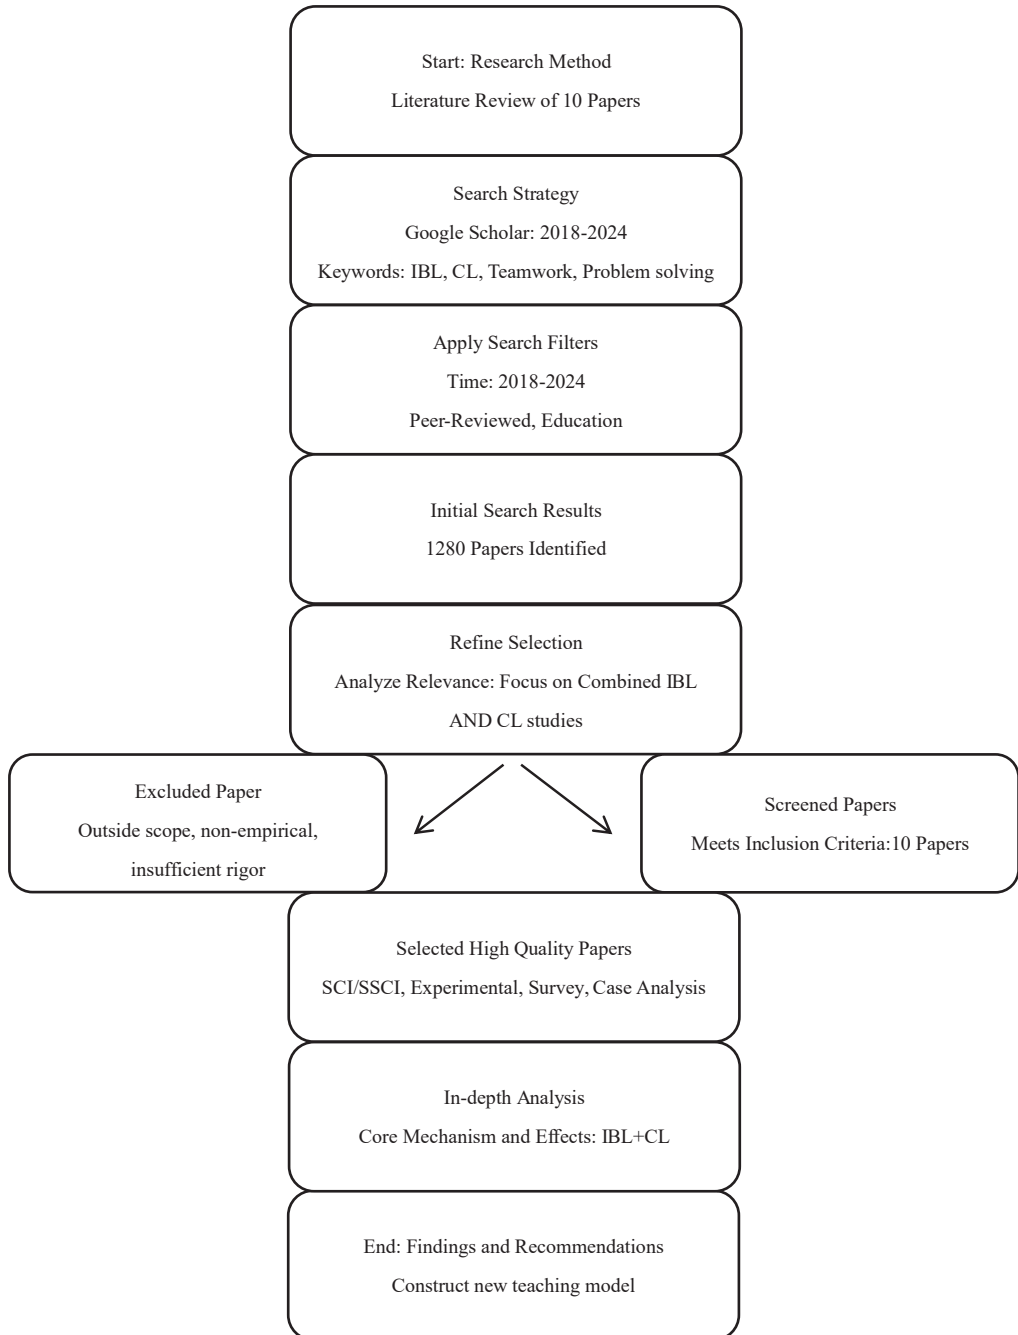 Start: Research Method
Literature Review of 10 Papers
Search Strategy
Google Scholar: 2018-2024
Keywords: IBL, CL, Teamwork, Problem solving
Apply Search Filters
Time: 2018-2024
Peer-Reviewed, Education
Initial Search Results
1280 Papers Identified
Refine Selection
Analyze Relevance: Focus on Combined IBL
AND CL studies
Excluded Paper
Outside scope, non-empirical,
insufficient rigor
Screened Papers
Meets Inclusion Criteria:10 Papers
Selected High Quality Papers
SCI/SSCI, Experimental, Survey, Case Analysis
In-depth Analysis
Core Mechanism and Effects: IBL+CL
End: Findings and Recommendations
Construct new teaching model